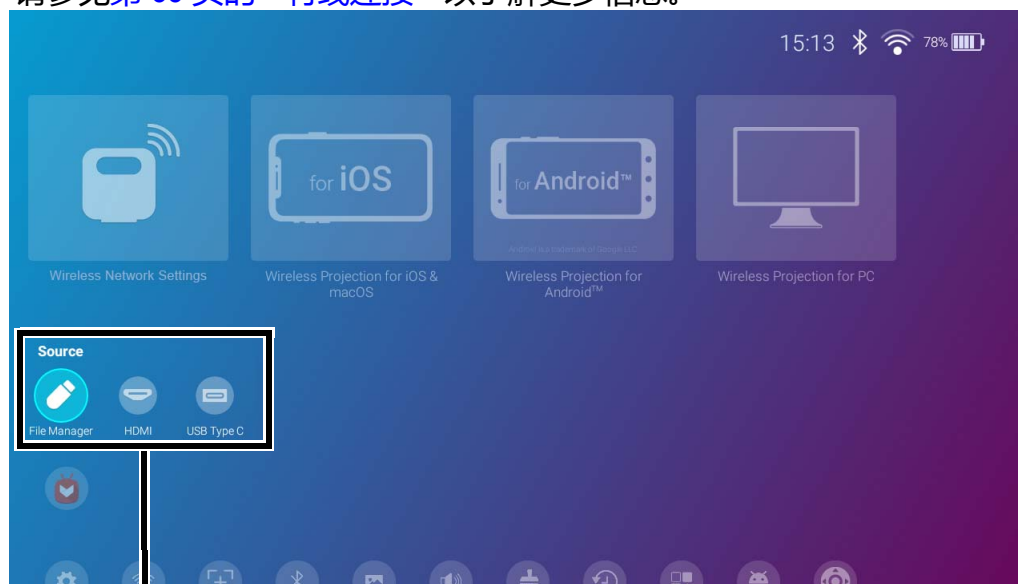 15:13 78%
for iOS
for Android™
Wireless Network Settings
Wireless Projection for iOS &
macOS
Wireless Projection for
Android™
Wireless Projection for PC
Source
File Manager
HDMI
USB Type C